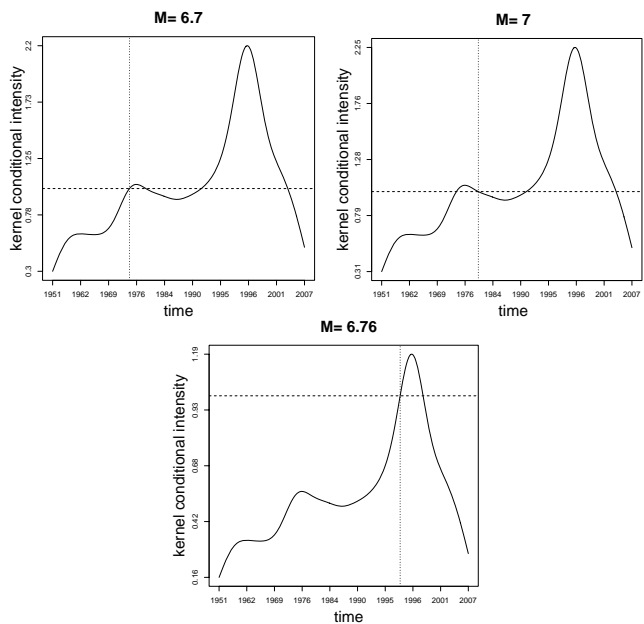 M= 6.7
kernel conditional intensity
2.2
1.73
1.25
0.78
0.3
1951 1962 1969 1976 1984 1990 1995 1996 2001 2007
time
M= 7
kernel conditional intensity
2.25
1.76
1.28
0.79
0.31
1951 1962 1969 1976 1984 1990 1995 1996 2001 2007
time
M= 6.76
kernel conditional intensity
1.19
0.93
0.68
0.42
0.16
1951 1962 1969 1976 1984 1990 1995 1996 2001 2007
time